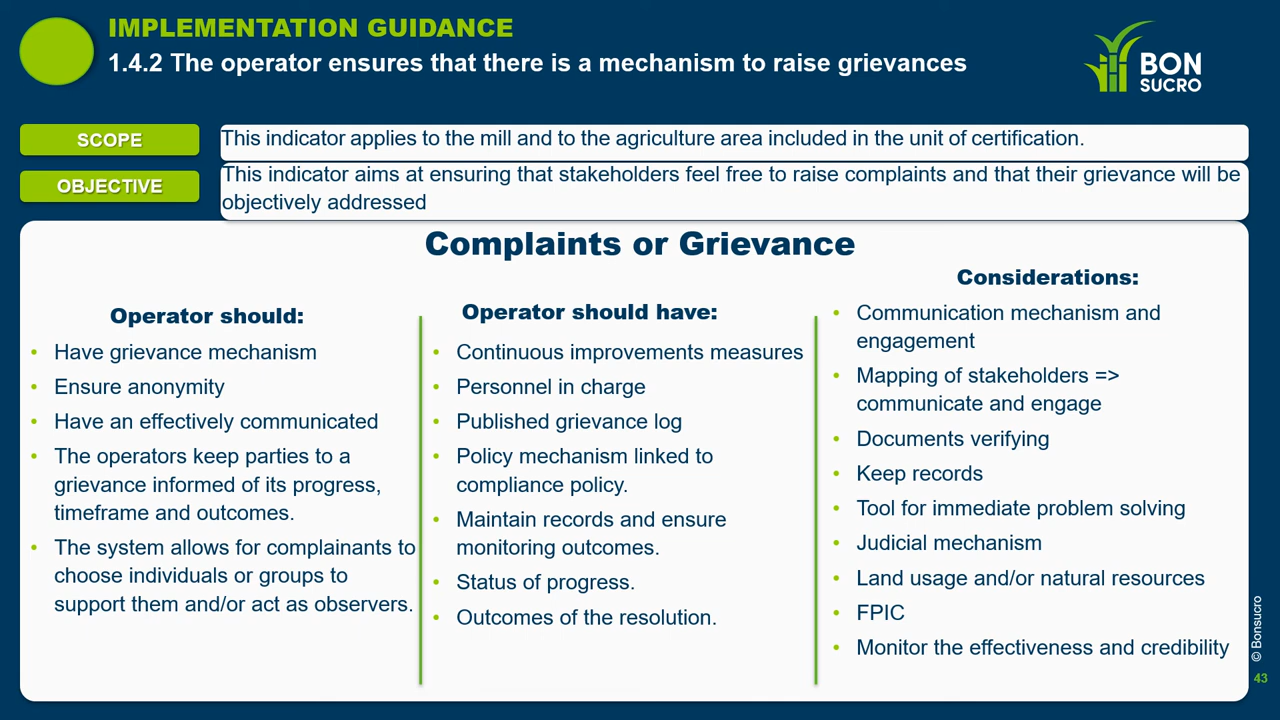 IMPLEMENTATION GUIDANCE
1.4.2 The operator ensures that there is a mechanism to raise grievances
BON
SUCRO
SCOPE
This indicator applies to the mill and to the agriculture area included in the unit of certification.
OBJECTIVE
This indicator aims at ensuring that stakeholders feel free to raise complaints and that their grievance will be
objectively addressed
Complaints or Grievance
Operator should:
• Have grievance mechanism
• Ensure anonymity
• Have an effectively communicated
• The operators keep parties to a
grievance informed of its progress,
timeframe and outcomes.
• The system allows for complainants to
choose individuals or groups to
support them and/or act as observers.
Operator should have:
• Continuous improvements measures
• Personnel in charge
• Published grievance log
• Policy mechanism linked to
compliance policy.
• Maintain records and ensure
monitoring outcomes.
• Status of progress.
• Outcomes of the resolution.
Considerations:
• Communication mechanism and
engagement
• Mapping of stakeholders =>
communicate and engage
• Documents verifying
• Keep records
• Tool for immediate problem solving
• Judicial mechanism
• Land usage and/or natural resources
• FPIC
• Monitor the effectiveness and credibility
© Bonsucro
43